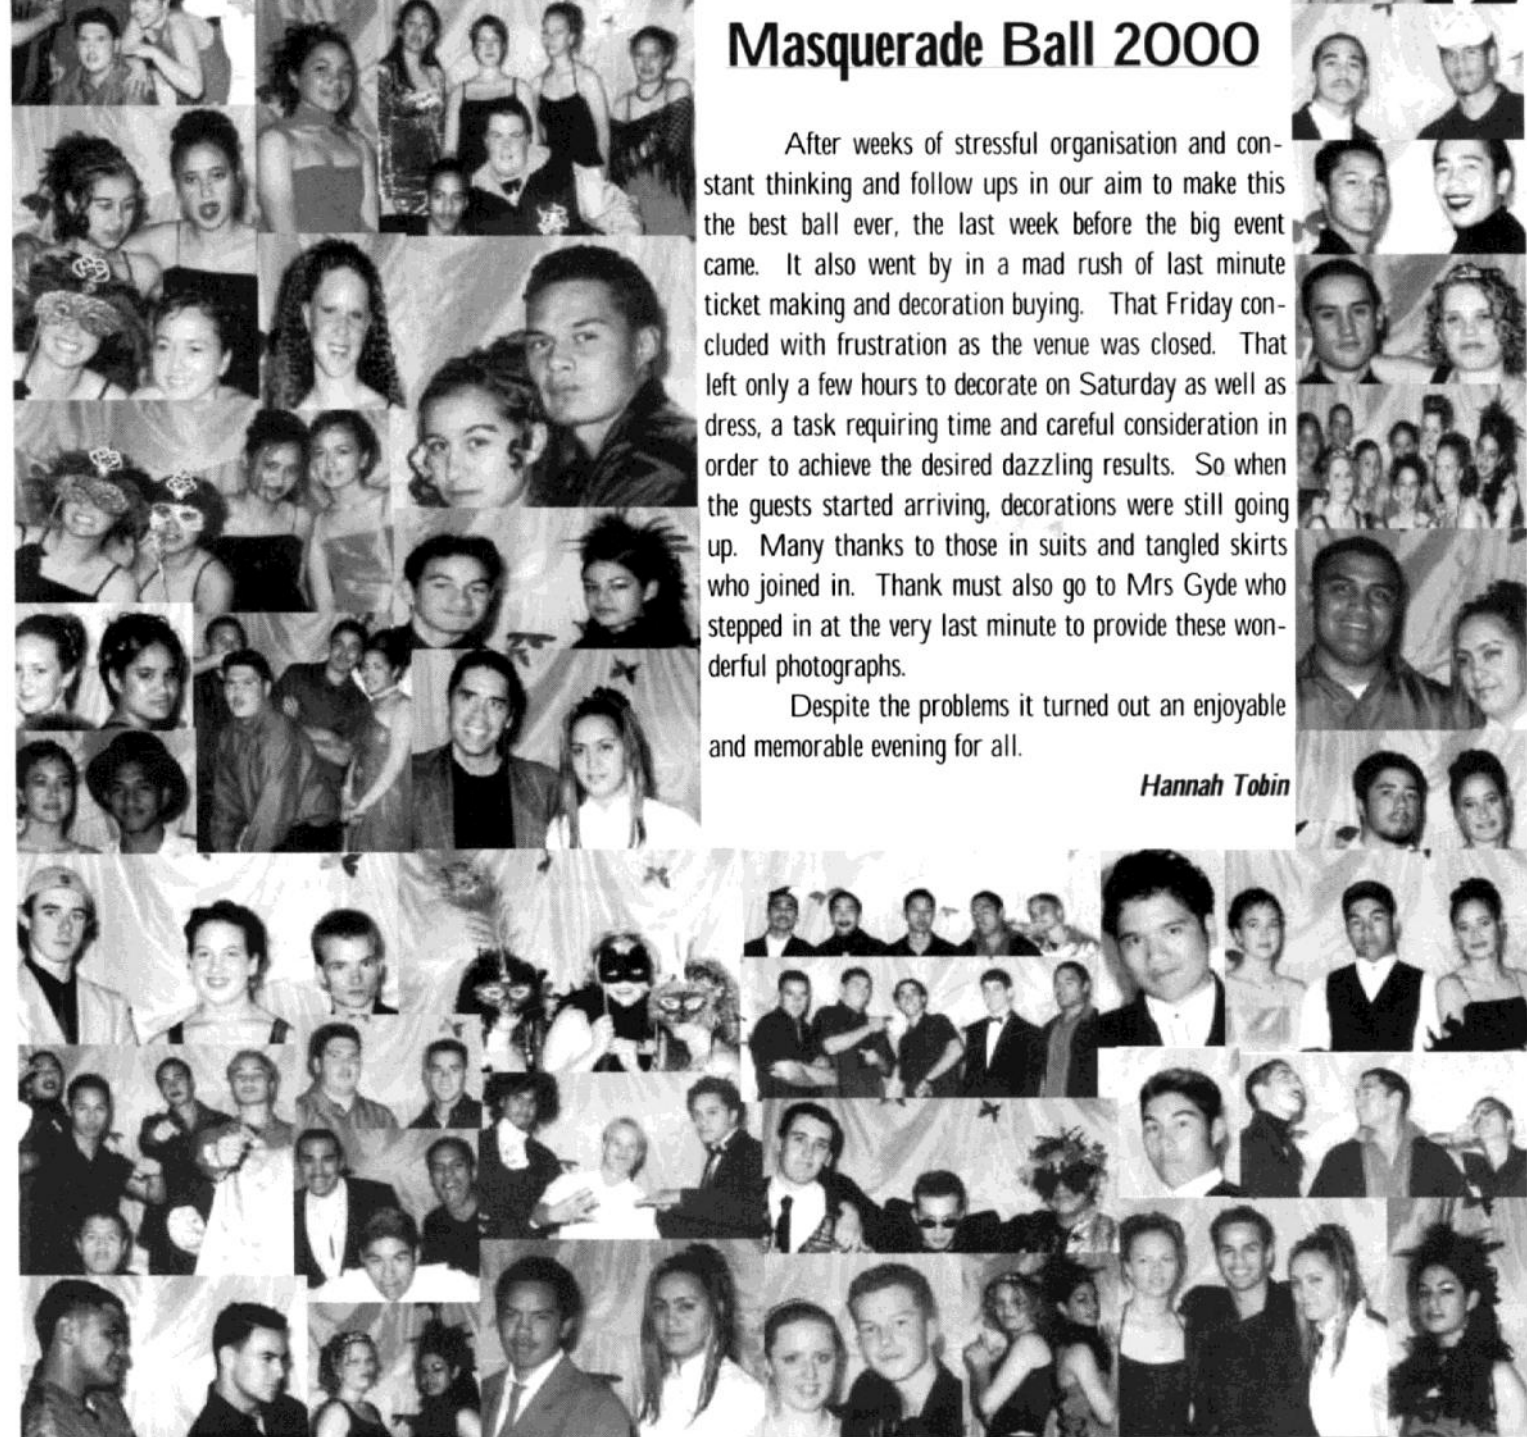 Masquerade Ball 2000
After weeks of stressful organisation and con-
stant thinking and follow ups in our aim to make this
the best ball ever, the last week before the big event
came. It also went by in a mad rush of last minute
ticket making and decoration buying. That Friday con-
cluded with frustration as the venue was closed. That
left only a few hours to decorate on Saturday as well as
dress, a task requiring time and careful consideration in
order to achieve the desired dazzling results. So when
the guests started arriving, decorations were still going
up. Many thanks to those in suits and tangled skirts
who joined in. Thank must also go to Mrs Gyde who
stepped in at the very last minute to provide these won-
derful photographs.
Despite the problems it turned out an enjoyable
and memorable evening for all.
Hannah Tobin